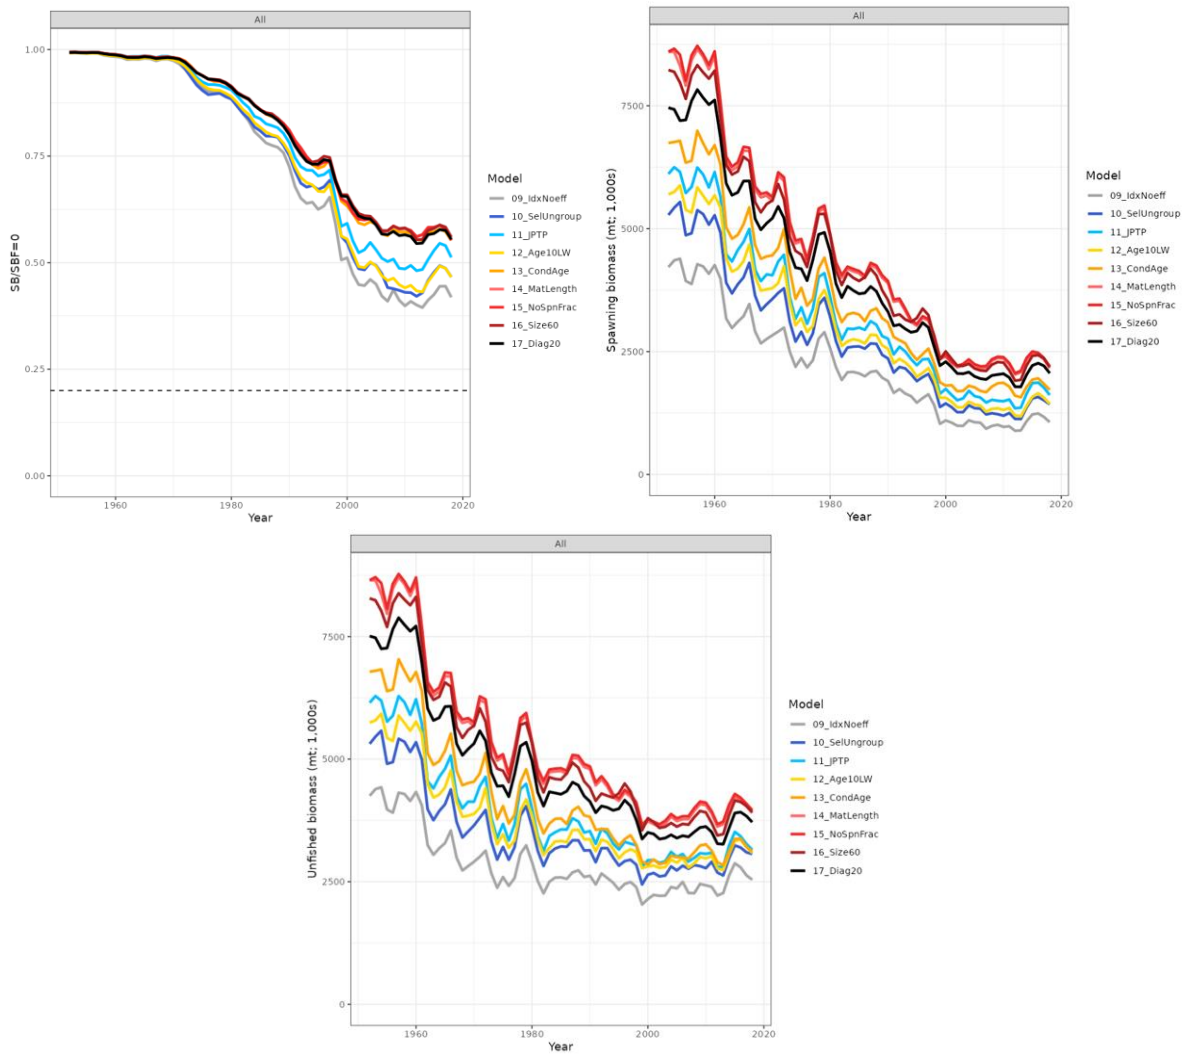 All
1.00
0.75
0.50
0.25
0.00
SB/SBF=0
1960
1980
2000
2020
Year
Model
09_IdxNoeff
10_SelUngroup
11_JPTP
12_Age10LW
13_CondAge
14_MatLength
15_NoSpnFrac
16_Size60
17_Diag20
All
7500
5000
2500
0
Spawning biomass (mt; 1,000s)
1960
1980
2000
2020
Year
Model
09_IdxNoeff
10_SelUngroup
11_JPTP
12_Age10LW
13_CondAge
14_MatLength
15_NoSpnFrac
16_Size60
17_Diag20
All
7500
5000
2500
0
Unfished biomass (mt; 1,000s)
1960
1980
2000
2020
Year
Model
09_IdxNoeff
10_SelUngroup
11_JPTP
12_Age10LW
13_CondAge
14_MatLength
15_NoSpnFrac
16_Size60
17_Diag20